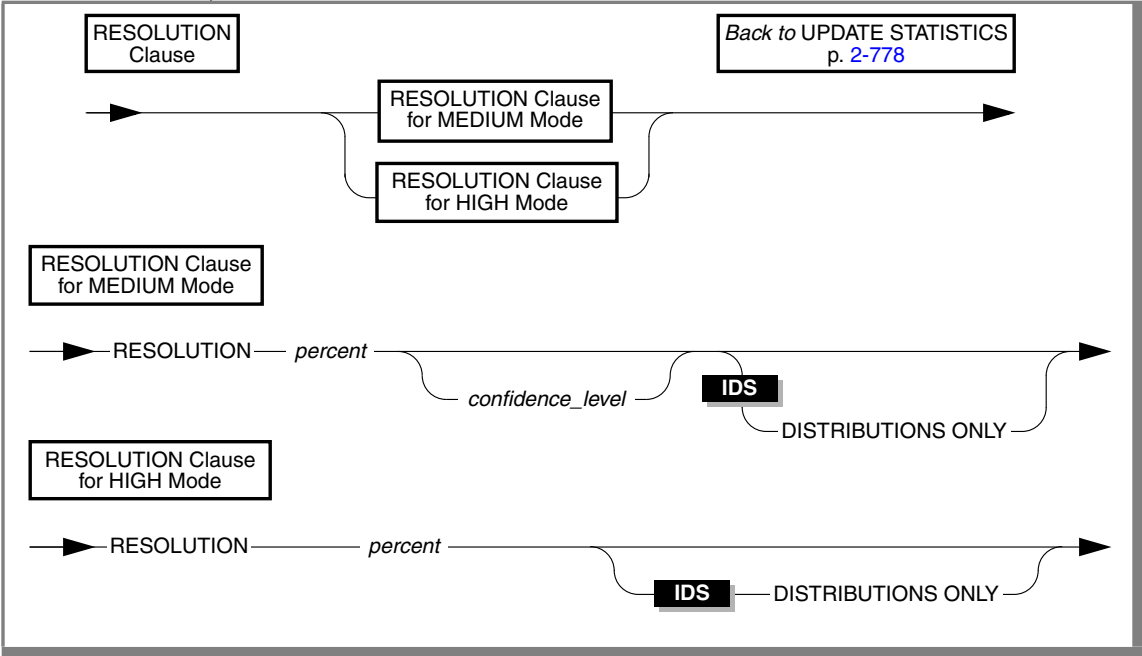 RESOLUTION
Clause
Back to UPDATE STATISTICS
p. 2-778
RESOLUTION Clause
for MEDIUM Mode
RESOLUTION Clause
for HIGH Mode
RESOLUTION Clause
for MEDIUM Mode
RESOLUTION percent
confidence_level
IDS
DISTRIBUTIONS ONLY
RESOLUTION Clause
for HIGH Mode
RESOLUTION percent
IDS DISTRIBUTIONS ONLY